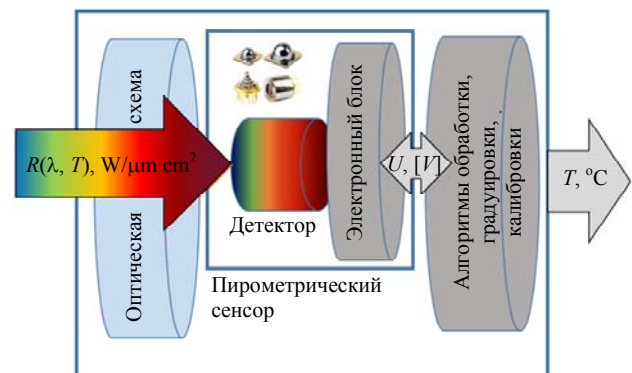 Оптическая схема
R(λ, T), W/μm cm²
Детектор
Пирометрический
сенсор
Электронный блок
U, [V]
Алгоритмы обработки,
градуировки,
калибровки
T, °C